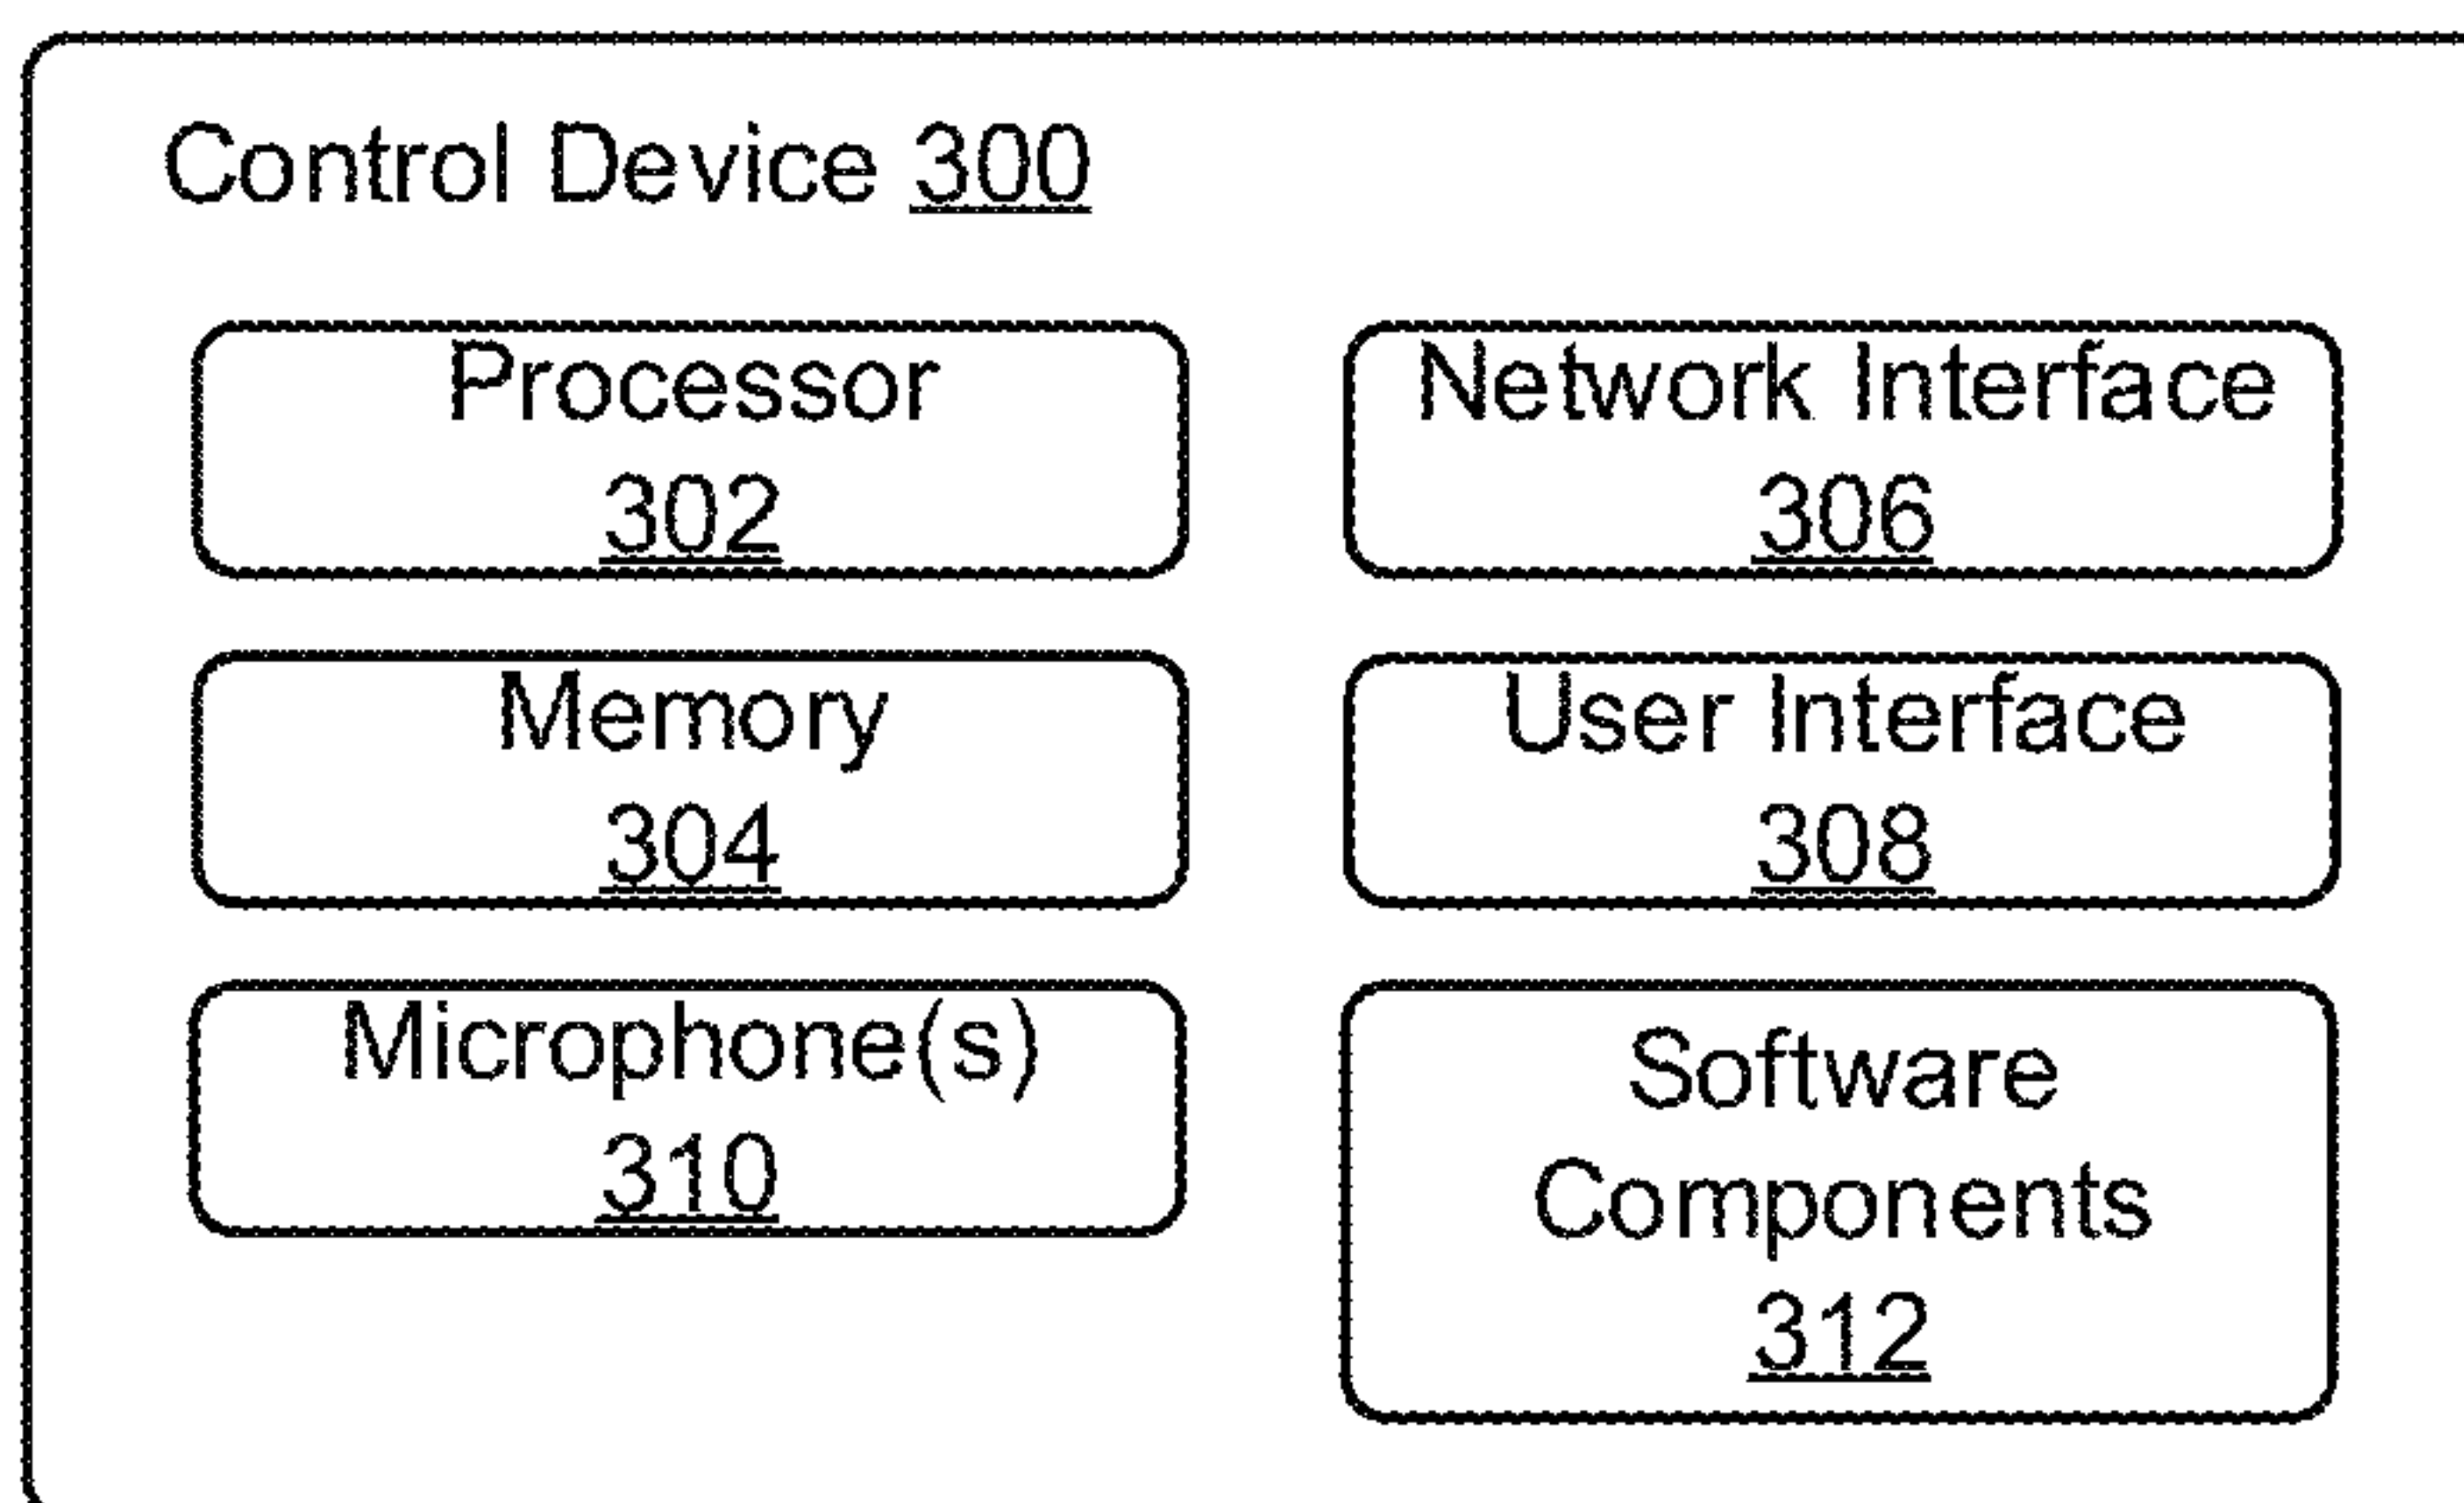 Control Device 300
Processor
302
Network Interface
306
Memory
304
User Interface
308
Microphone(s)
310
Software
Components
312